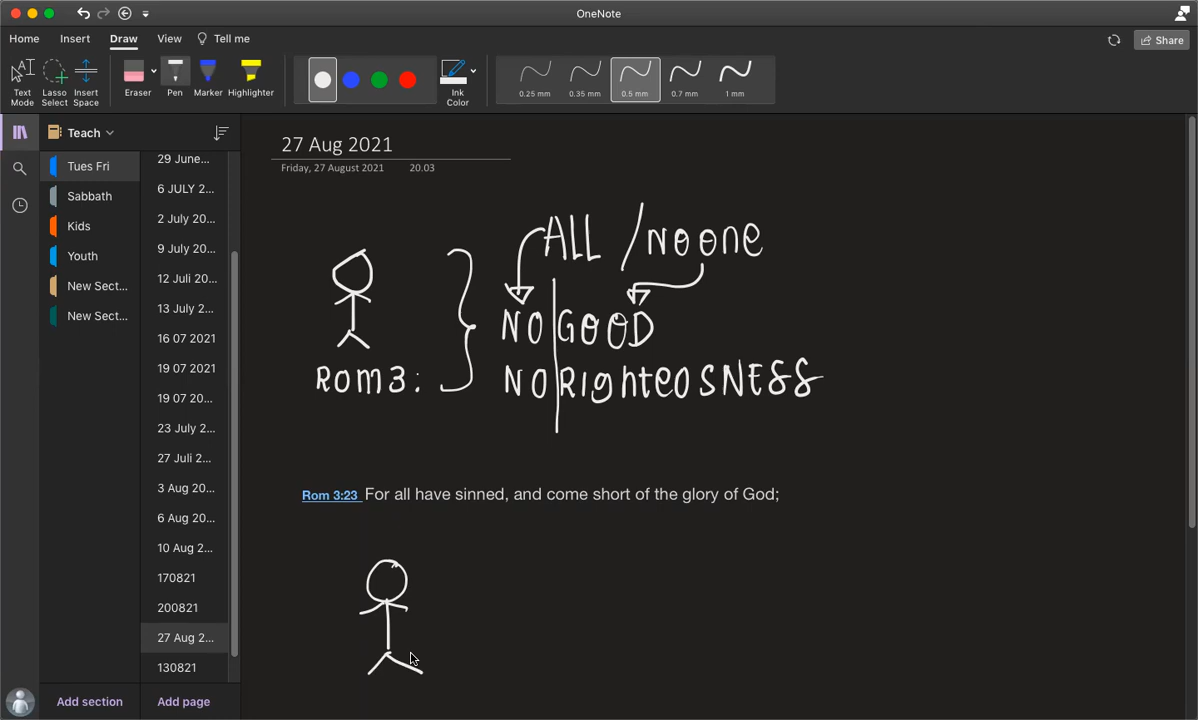 OneNote
Home Insert Draw View Tell me
Share
Text Mode
Lasso Select
Insert Space
Eraser
Pen
Marker
Highlighter
Ink Color
0.25 mm
0.35 mm
0.5 mm
0.7 mm
1 mm
Teach
Tues Fri
Sabbath
Kids
Youth
New Sect...
New Sect...
Add section
29 June...
6 JULY 2...
2 July 20...
9 July 20...
12 Juli 20...
13 July 2...
16 07 2021
19 07 2021
19 07 20...
23 July 2...
27 Juli 2...
3 Aug 20...
6 Aug 20...
10 Aug 2...
170821
200821
27 Aug 2...
130821
Add page
27 Aug 2021
Friday, 27 August 2021 20.03
ALL / NO one
NO GOOD
Rom3: NO RighteOSNESS
Rom 3:23 For all have sinned, and come short of the glory of God;